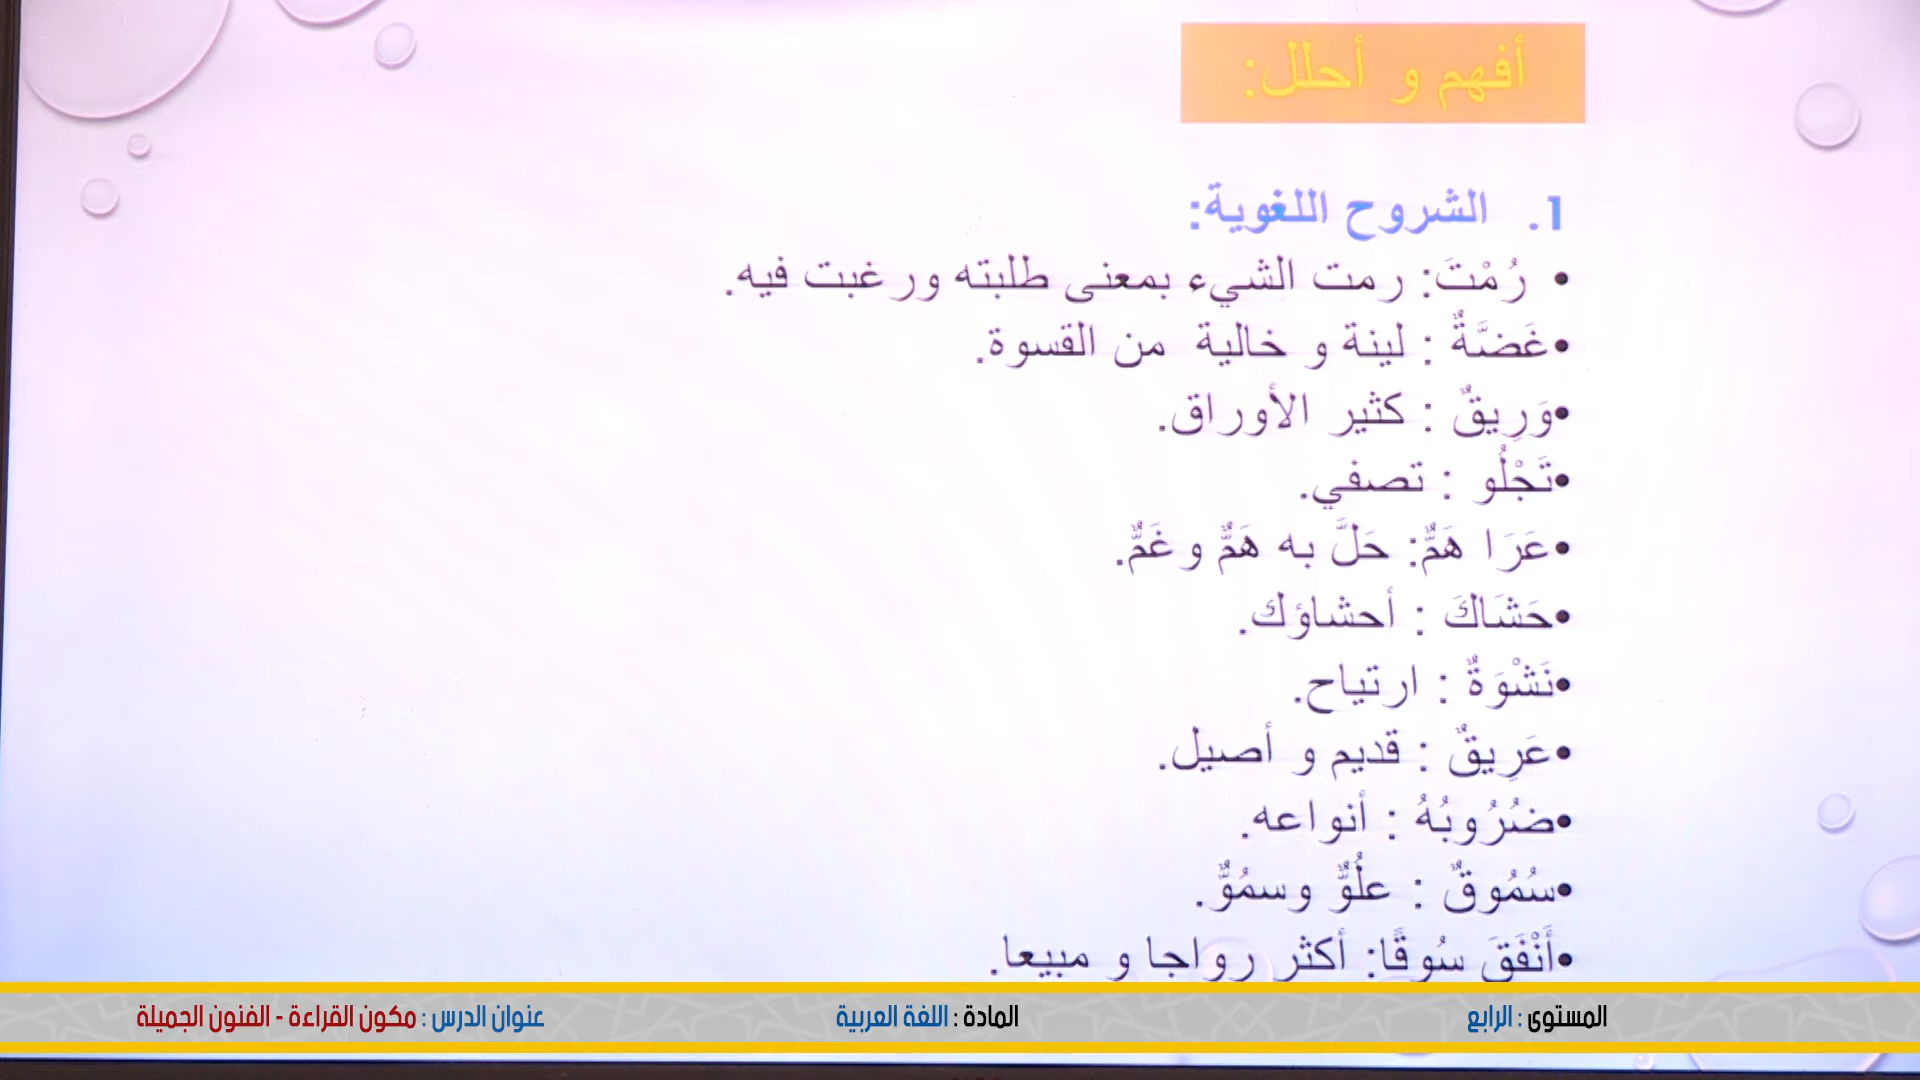 أفهم و أحلل:
1. الشروح اللغوية:
• رُمْتَ: رمت الشيء بمعنى طلبته ورغبت فيه.
•غَضَّةٌ : لينة و خالية من القسوة.
•وَرِيقٌ : كثير الأوراق.
•تَجْلُو : تصفي.
•عَرَا هَمٌّ: حَلَّ به هَمٌّ وغَمٌّ.
•حَشَاكَ : أحشاؤك.
•نَشْوَةٌ : ارتياح.
•عَرِيقٌ : قديم و أصيل.
•ضُرُوبُهُ : أنواعه.
•سُمُوقٌ : علُوٌّ وسمُوٌّ.
•أَنْفَقَ سُوقًا: أكثر رواجا و مبيعا.
المستوى : الرابع المادة : اللغة العربية عنوان الدرس : مكون القراءة - الفنون الجميلة